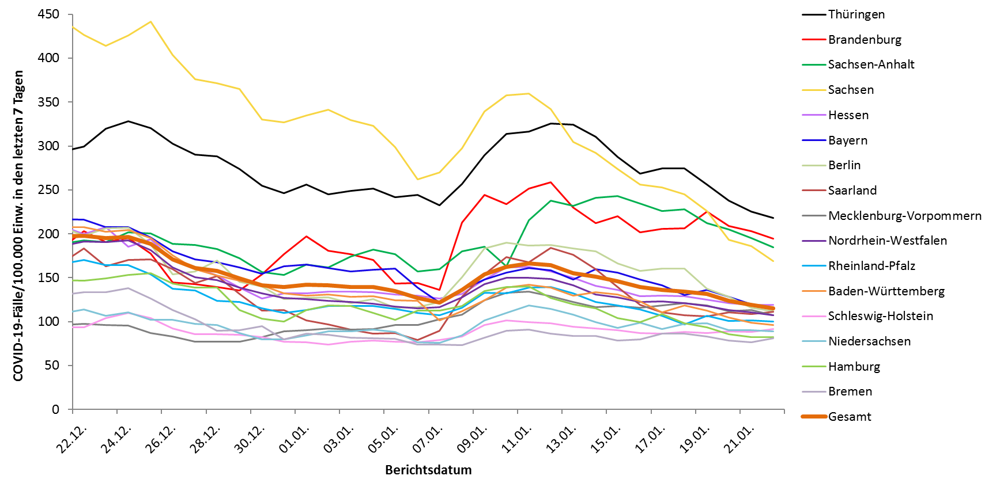 COVID-19-Fälle/100.000 Einw. in den letzten 7 Tagen
450
400
350
300
250
200
150
100
50
0
22.12.
24.12.
26.12.
28.12.
30.12.
01.01.
03.01.
05.01.
07.01.
09.01.
11.01.
13.01.
15.01.
17.01.
19.01.
21.01.
Berichtsdatum
Thüringen
Brandenburg
Sachsen-Anhalt
Sachsen
Hessen
Bayern
Berlin
Saarland
Mecklenburg-Vorpommern
Nordrhein-Westfalen
Rheinland-Pfalz
Baden-Württemberg
Schleswig-Holstein
Niedersachsen
Hamburg
Bremen
Gesamt